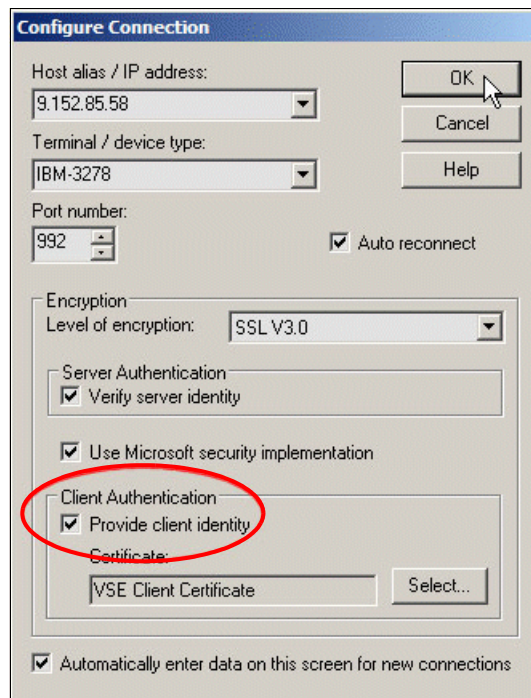 Configure Connection
Host alias / IP address:
OK
9.152.85.58
Cancel
Terminal / device type:
IBM-3278
Help
Port number:
992
Auto reconnect
Encryption
Level of encryption: SSL V3.0
Server Authentication
Verify server identity
Use Microsoft security implementation
Client Authentication
Provide client identity
Certificate:
VSE Client Certificate
Select...
Automatically enter data on this screen for new connections